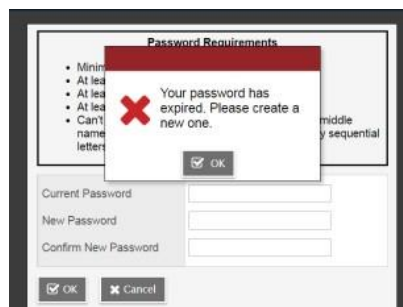 Password Requirements
• Minim
• At lea
• At lea
• At lea
• Can't middle
name y sequential
letters
Your password has
expired. Please create a
new one.
OK
Current Password
New Password
Confirm New Password
OK Cancel